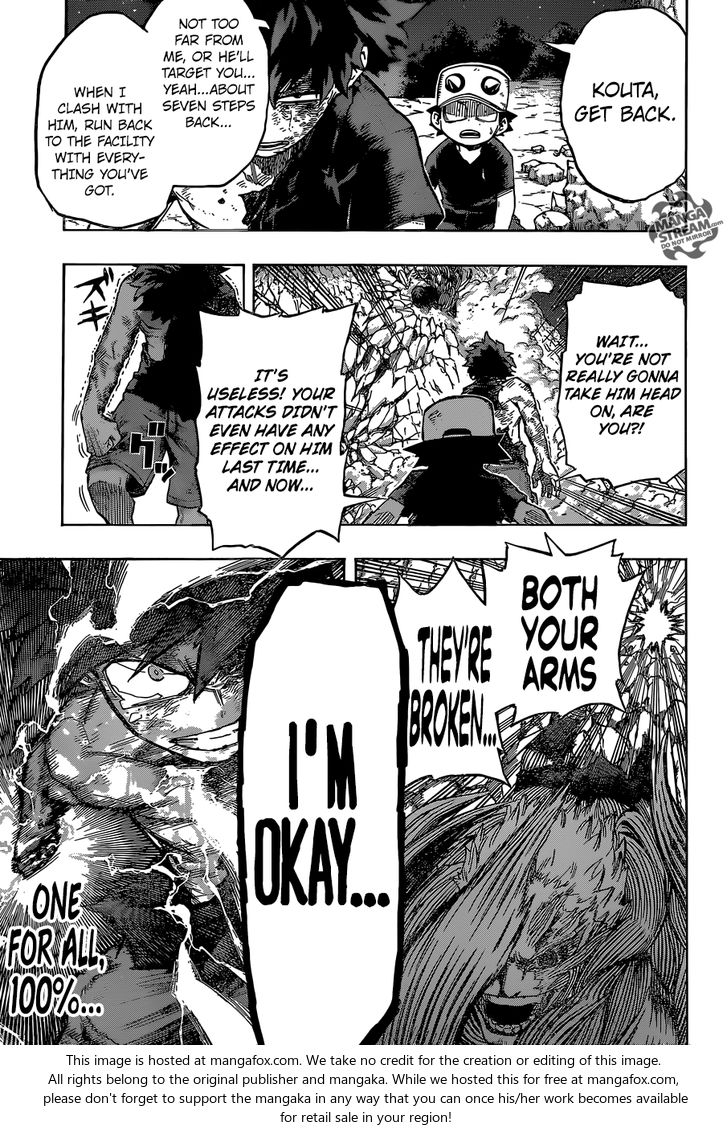 KOUTA,
GET BACK.
NOT TOO
FAR FROM
ME, OR HE'LL
TARGET YOU...
YEAH...ABOUT
SEVEN STEPS
BACK...
WHEN I
CLASH WITH
HIM, RUN BACK
TO THE FACILITY
WITH EVERY-
THING YOU'VE
GOT.
MANGA
STREAM.com
DO NOT MIRROR
WAIT...
YOU'RE NOT
REALLY GONNA
TAKE HIM HEAD
ON, ARE
YOU?!
IT'S
USELESS! YOUR
ATTACKS DIDN'T
EVEN HAVE ANY
EFFECT ON HIM
LAST TIME...
AND NOW...
ズキ
グッ
BOTH
YOUR
ARMS
THEY'RE
BROKEN...
I'M
OKAY...
ONE
FOR ALL,
100%...
This image is hosted at mangafox.com. We take no credit for the creation or editing of this image.
All rights belong to the original publisher and mangaka. While we hosted this for free at mangafox.com,
please don't forget to support the mangaka in any way that you can once his/her work becomes available
for retail sale in your region!